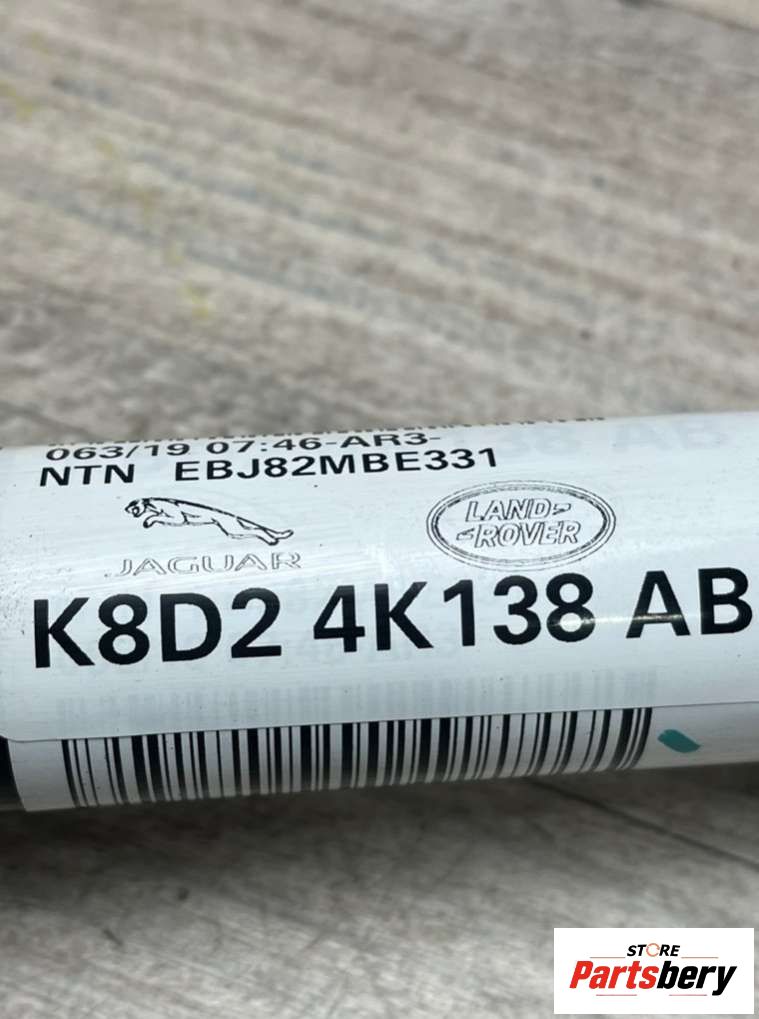 063/19 07:46-AR3-
NTN EBJ82MBE331
JAGUAR
LAND-
-ROVER
K8D2 4K138 AB
STORE
Partsbery